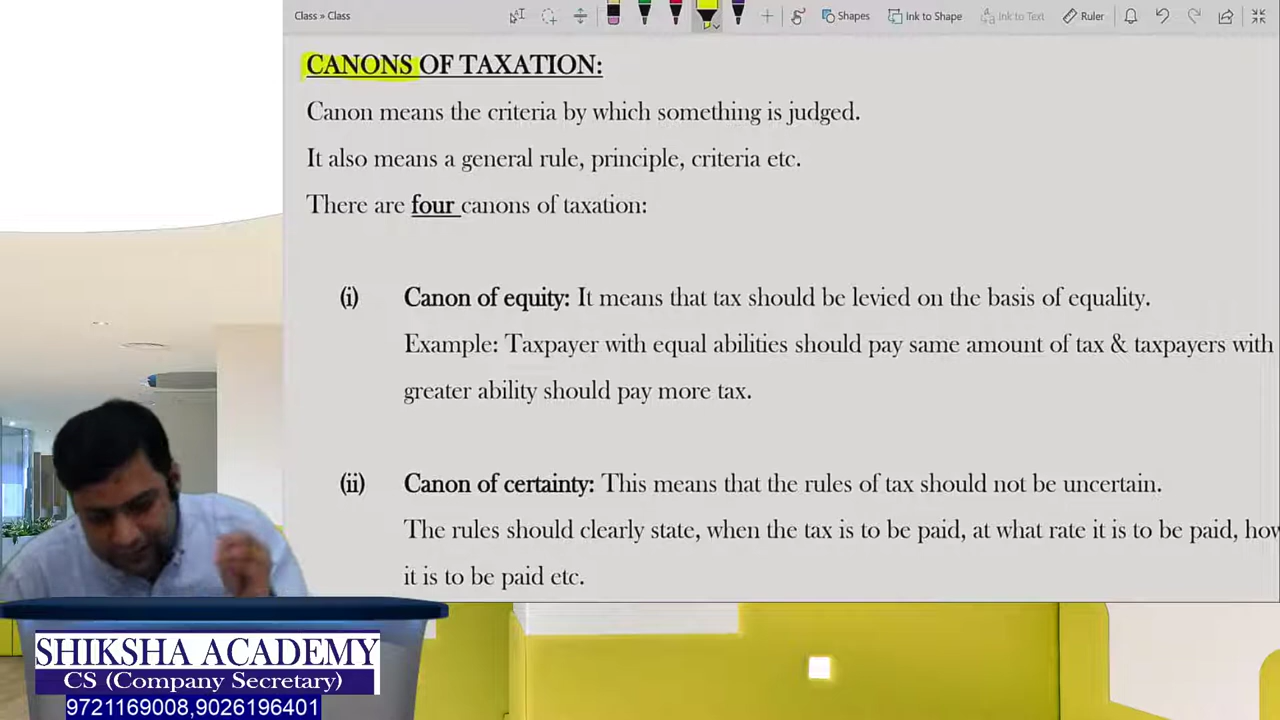 Class » Class
Shapes
Ink to Shape
Ink to Text
Ruler
CANONS OF TAXATION:
Canon means the criteria by which something is judged.
It also means a general rule, principle, criteria etc.
There are four canons of taxation:
(i) Canon of equity: It means that tax should be levied on the basis of equality.
Example: Taxpayer with equal abilities should pay same amount of tax & taxpayers with
greater ability should pay more tax.
(ii) Canon of certainty: This means that the rules of tax should not be uncertain.
The rules should clearly state, when the tax is to be paid, at what rate it is to be paid,
it is to be paid etc.
SHIKSHA ACADEMY
CS (Company Secretary)
9721169008,9026196401